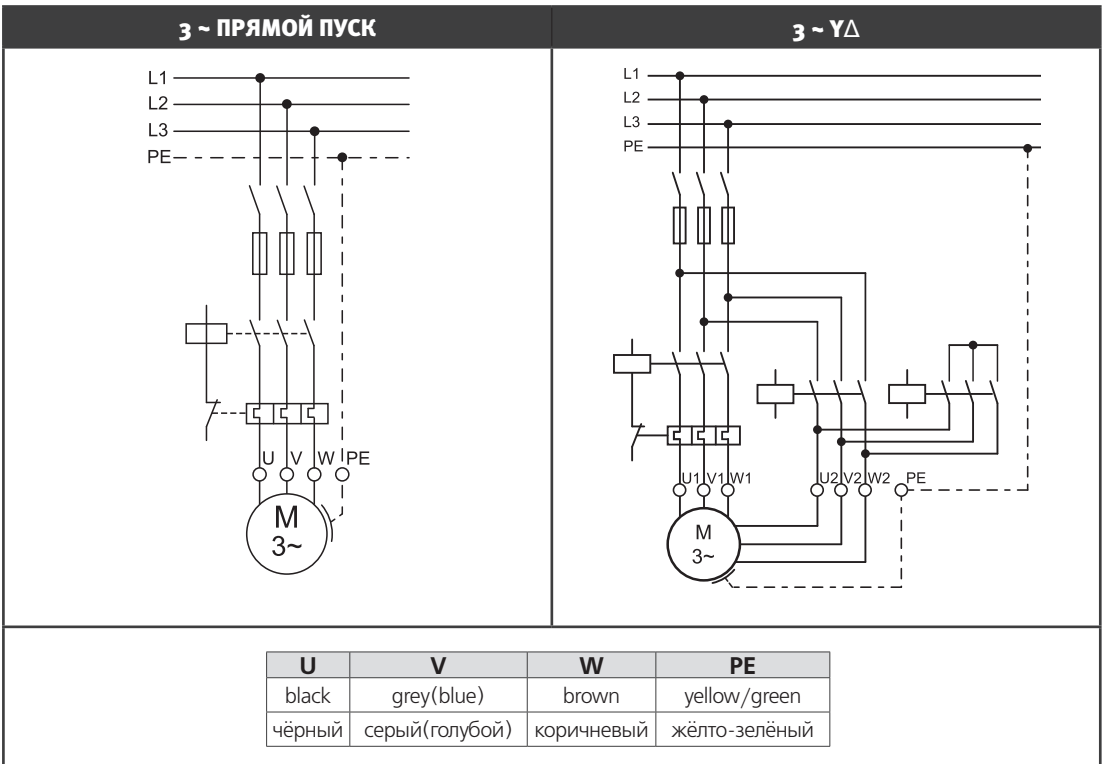 3 ~ ПРЯМОЙ ПУСК
3 ~ YΔ
L1
L2
L3
PE
U V W PE
M
3~
L1
L2
L3
PE
U1 V1 W1 U2 V2 W2 PE
M
3~
U V W PE
black grey(blue) brown yellow/green
чёрный серый(голубой) коричневый жёлто-зелёный